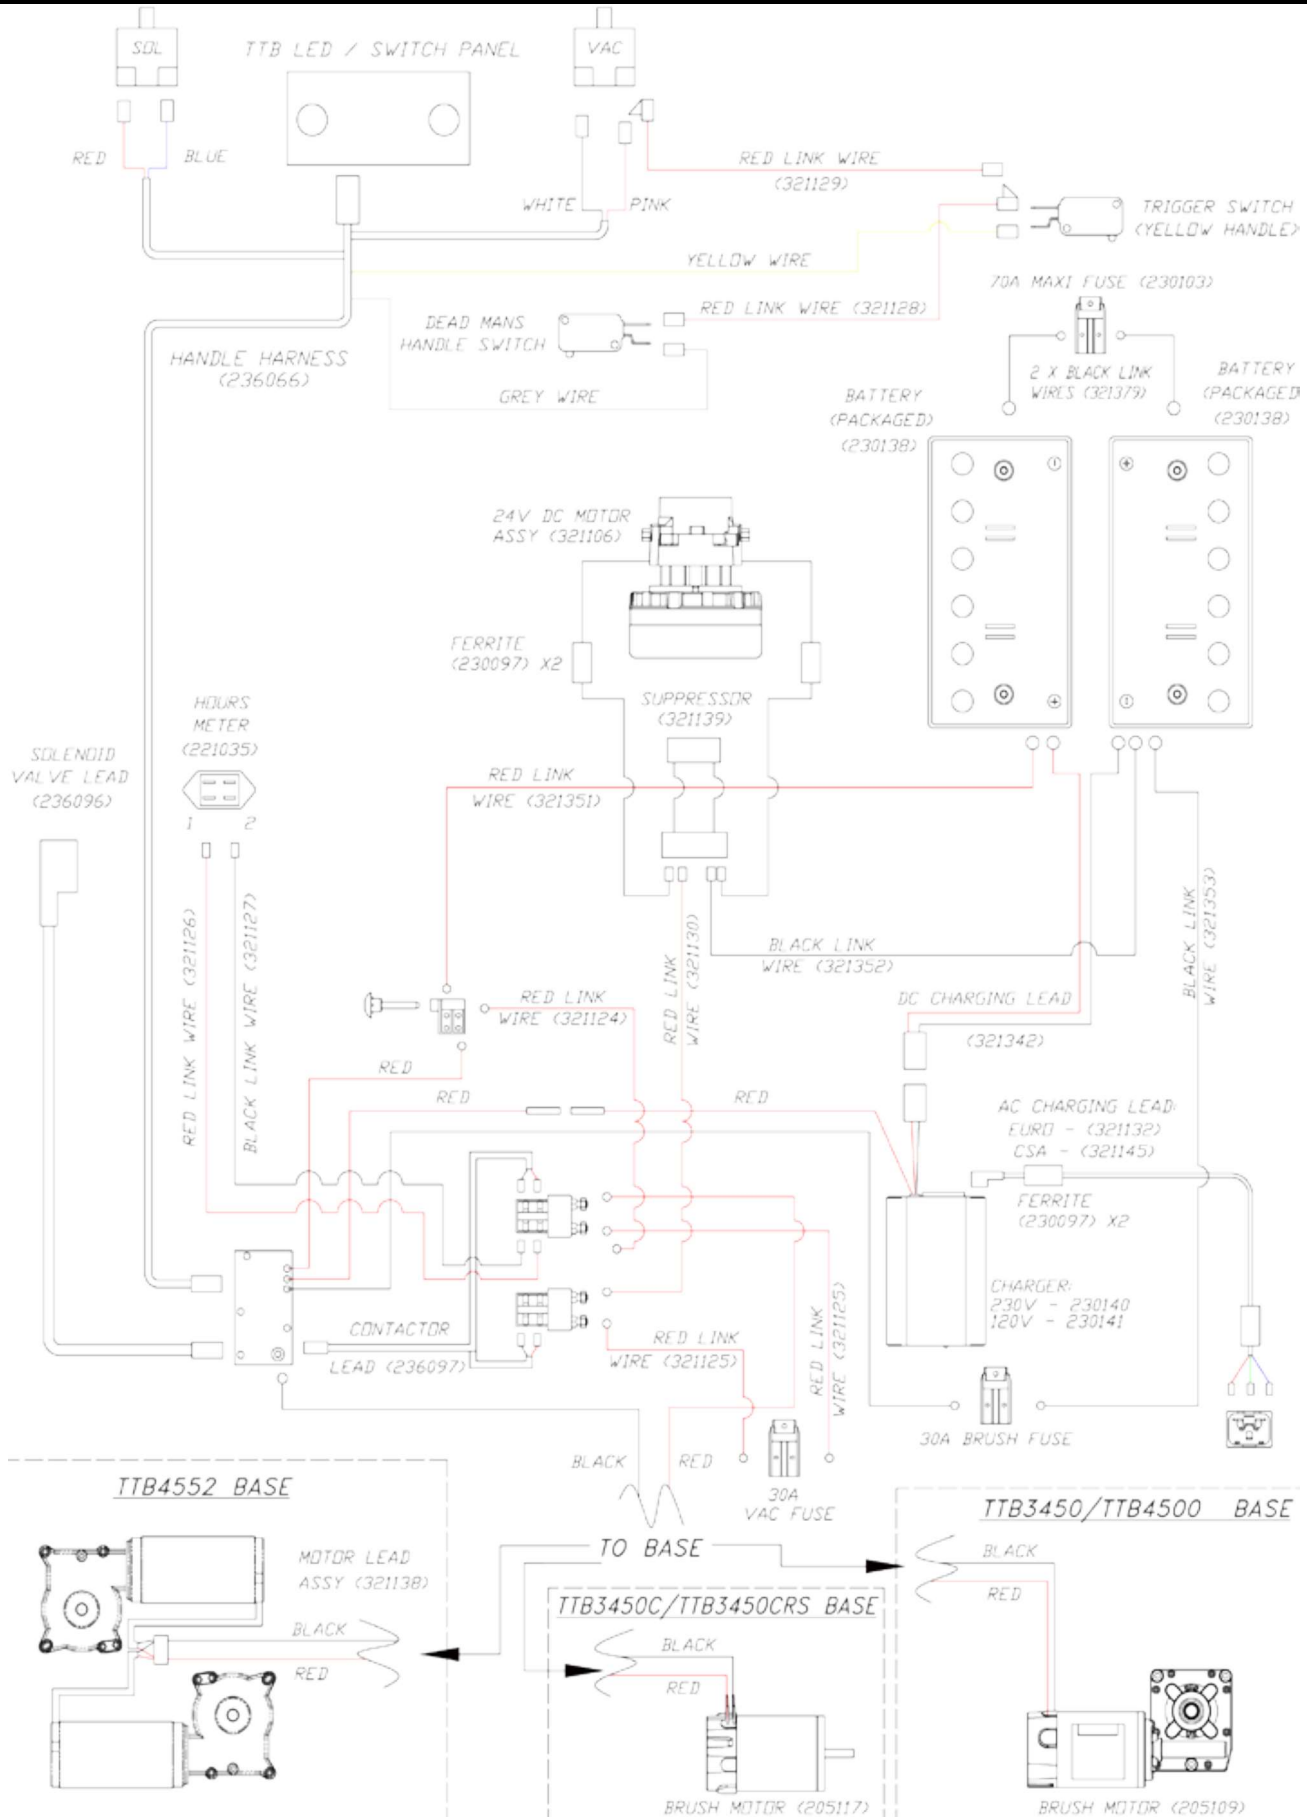 SOL
TTB LED / SWITCH PANEL
VAC
RED
BLUE
RED LINK WIRE
(321129)
WHITE
PINK
TRIGGER SWITCH
(YELLOW HANDLE)
YELLOW WIRE
70A MAXI FUSE (230103)
RED LINK WIRE (321128)
DEAD MANS
HANDLE SWITCH
HANDLE HARNESS
(236066)
2 X BLACK LINK
WIRES (321379)
BATTERY
(PACKAGED)
(230138)
BATTERY
(PACKAGED
(230138)
GREY WIRE
24V DC MOTOR
ASSY (321106)
FERRITE
(230097) X2
SUPPRESSOR
(321139)
HOURS
METER
(221035)
SOLENOID
VALVE LEAD
(236096)
1
2
RED LINK
WIRE (321351)
RED LINK WIRE (321126)
BLACK LINK WIRE (321127)
RED LINK
WIRE (321130)
BLACK LINK
WIRE (321352)
BLACK LINK
WIRE (321353)
RED LINK
WIRE (321124)
DC CHARGING LEAD
(321342)
RED
RED
RED
AC CHARGING LEAD:
EURO - (321132)
CSA - (321145)
FERRITE
(230097) X2
CHARGER:
230V - 230140
120V - 230141
CONTACTOR
LEAD (236097)
RED LINK
WIRE (321125)
RED LINK
WIRE (321125)
30A BRUSH FUSE
BLACK
RED
30A
VAC FUSE
TTB4552 BASE
TTB3450/TTB4500 BASE
TO BASE
MOTOR LEAD
ASSY (321138)
BLACK
RED
TTB3450C/TTB3450CRS BASE
BLACK
RED
BLACK
RED
BRUSH MOTOR (205117)
BRUSH MOTOR (205109)